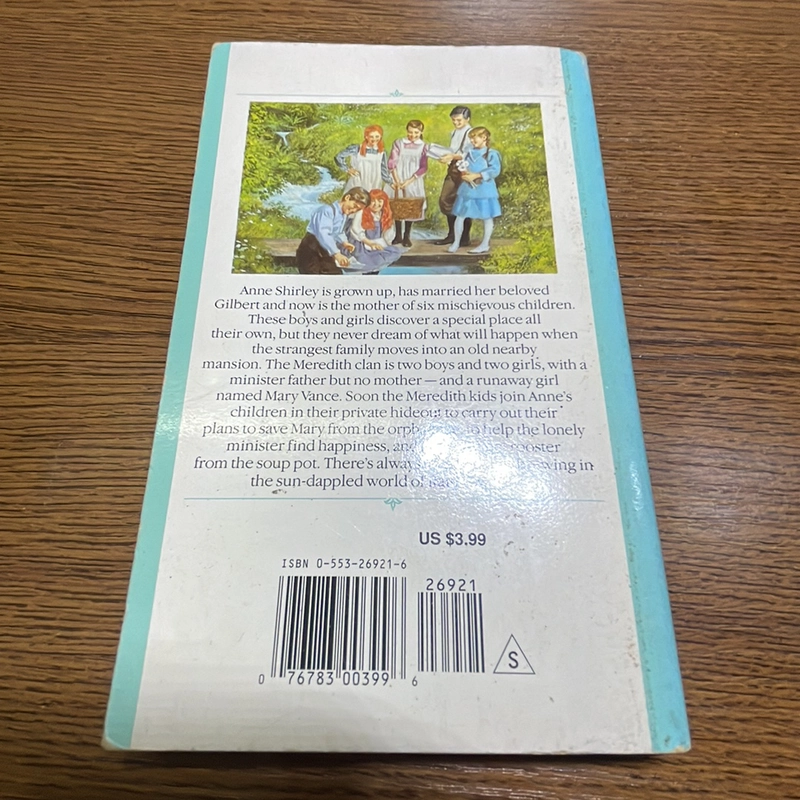 Anne Shirley is grown up, has married her beloved
Gilbert and now is the mother of six mischievous children.
These boys and girls discover a special place all
their own, but they never dream of what will happen when
the strangest family moves into an old nearby
mansion. The Meredith clan is two boys and two girls, with a
minister father but no mother — and a runaway girl
named Mary Vance. Soon the Meredith kids join Anne's
children in their private hideout to carry out their
plans to save Mary from the to help the lonely
minister find happiness, ooster
from the soup pot. There's
the sun-dappled world of
US $3.99
ISBN 0-553-26921-6
26921
0 76783 00399 6
S